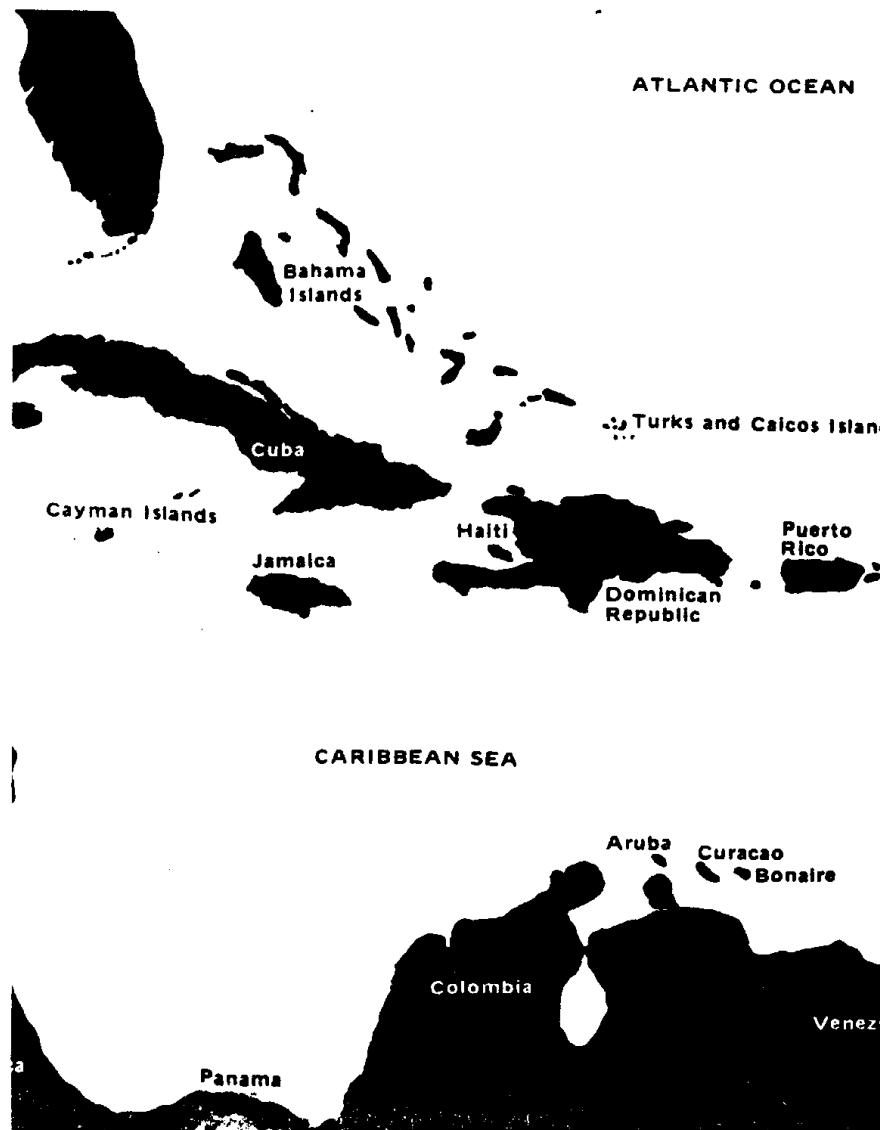 ATLANTIC OCEAN
Bahama
Islands
Turks and Caicos Islan
Cuba
Cayman Islands
Haiti
Puerto
Rico
Jamaica
Dominican
Republic
CARIBBEAN SEA
Aruba
Curacao
Bonaire
Colombia
Venez
ca
Panama